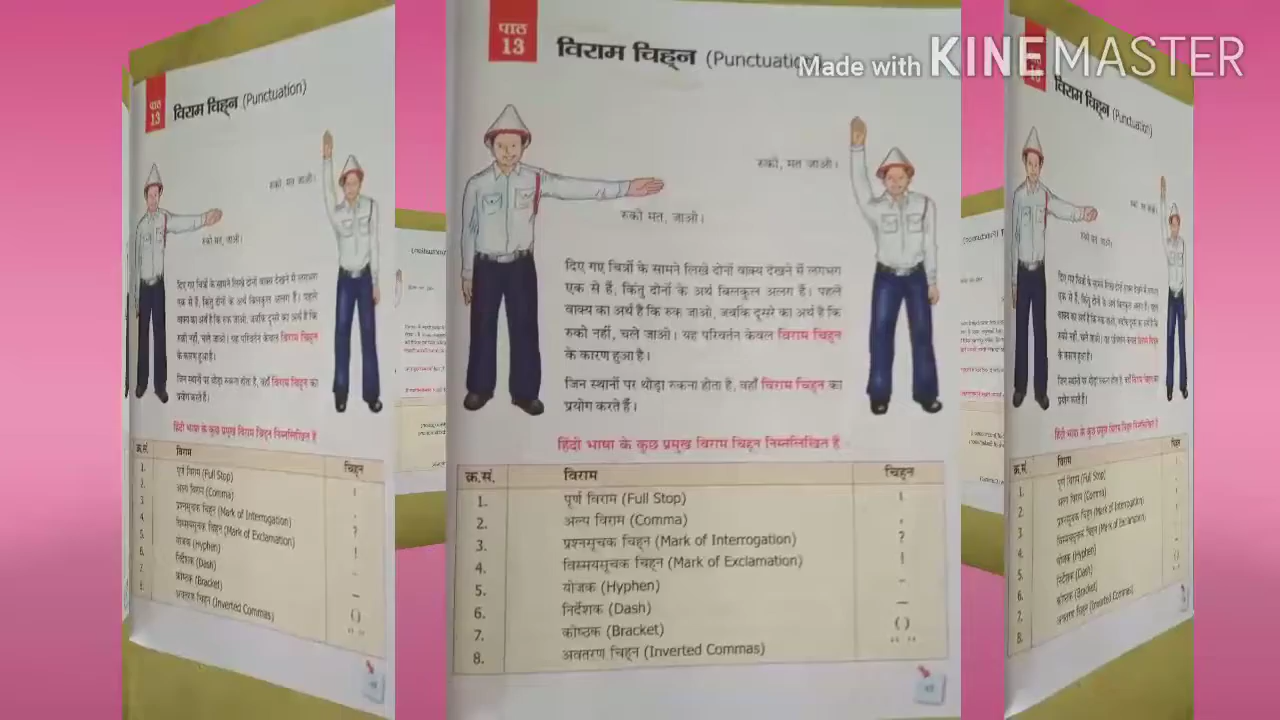 पाठ
13
विराम चिह्न (Punctuation)
Made with KINEMASTER
रुको, मत जाओ।
रुको मत, जाओ।
दिए गए चित्रों के सामने लिखे दोनों वाक्य देखने में लगभग
एक से हैं, किंतु दोनों के अर्थ बिलकुल अलग हैं। पहले
वाक्य का अर्थ है कि रुक जाओ, जबकि दूसरे का अर्थ है कि
रुको नहीं, चले जाओ। यह परिवर्तन केवल विराम चिह्न
के कारण हुआ है।
जिन स्थानों पर थोड़ा रुकना होता है, वहाँ विराम चिह्न का
प्रयोग करते हैं।
हिंदी भाषा के कुछ प्रमुख विराम चिह्न निम्नलिखित हैं
क्र.सं. विराम चिह्न
1. पूर्ण विराम (Full Stop) ।
2. अल्प विराम (Comma) ,
3. प्रश्नसूचक चिह्न (Mark of Interrogation) ?
4. विस्मयसूचक चिह्न (Mark of Exclamation) !
5. योजक (Hyphen) -
6. निर्देशक (Dash) —
7. कोष्ठक (Bracket) ( )
8. अवतरण चिह्न (Inverted Commas) “ ”